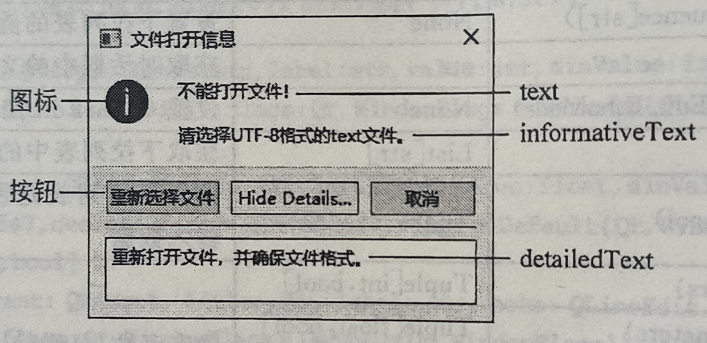 文件打开信息
图标
不能打开文件!
text
请选择UTF-8格式的text文件。
informativeText
按钮
重新选择文件
Hide Details...
取消
重新打开文件，并确保文件格式。
detailedText